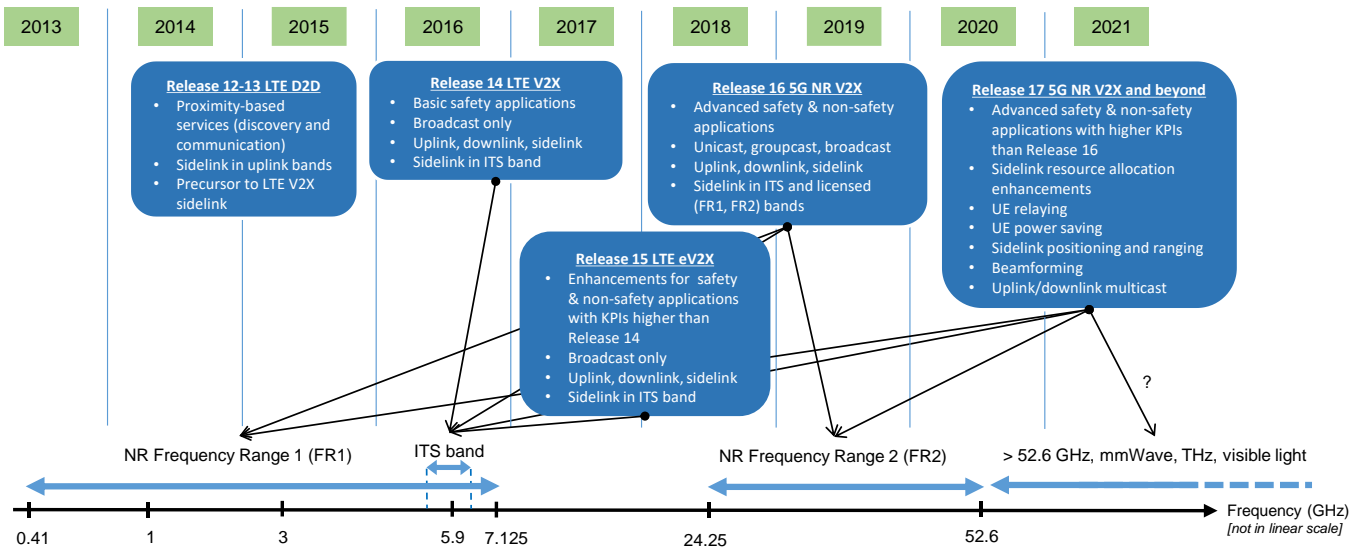 2013
2014
2015
2016
2017
2018
2019
2020
2021
Release 12-13 LTE D2D
• Proximity-based
services (discovery and
communication)
• Sidelink in uplink bands
• Precursor to LTE V2X
sidelink
Release 14 LTE V2X
• Basic safety applications
• Broadcast only
• Uplink, downlink, sidelink
• Sidelink in ITS band
Release 15 LTE eV2X
• Enhancements for safety
& non-safety applications
with KPIs higher than
Release 14
• Broadcast only
• Uplink, downlink, sidelink
• Sidelink in ITS band
Release 16 5G NR V2X
• Advanced safety & non-safety
applications
• Unicast, groupcast, broadcast
• Uplink, downlink, sidelink
• Sidelink in ITS and licensed
(FR1, FR2) bands
Release 17 5G NR V2X and beyond
• Advanced safety & non-safety
applications with higher KPIs
than Release 16
• Sidelink resource allocation
enhancements
• UE relaying
• UE power saving
• Sidelink positioning and ranging
• Beamforming
• Uplink/downlink multicast
?
NR Frequency Range 1 (FR1)
ITS band
NR Frequency Range 2 (FR2)
> 52.6 GHz, mmWave, THz, visible light
0.41
1
3
5.9
7.125
24.25
52.6
Frequency (GHz)
[not in linear scale]